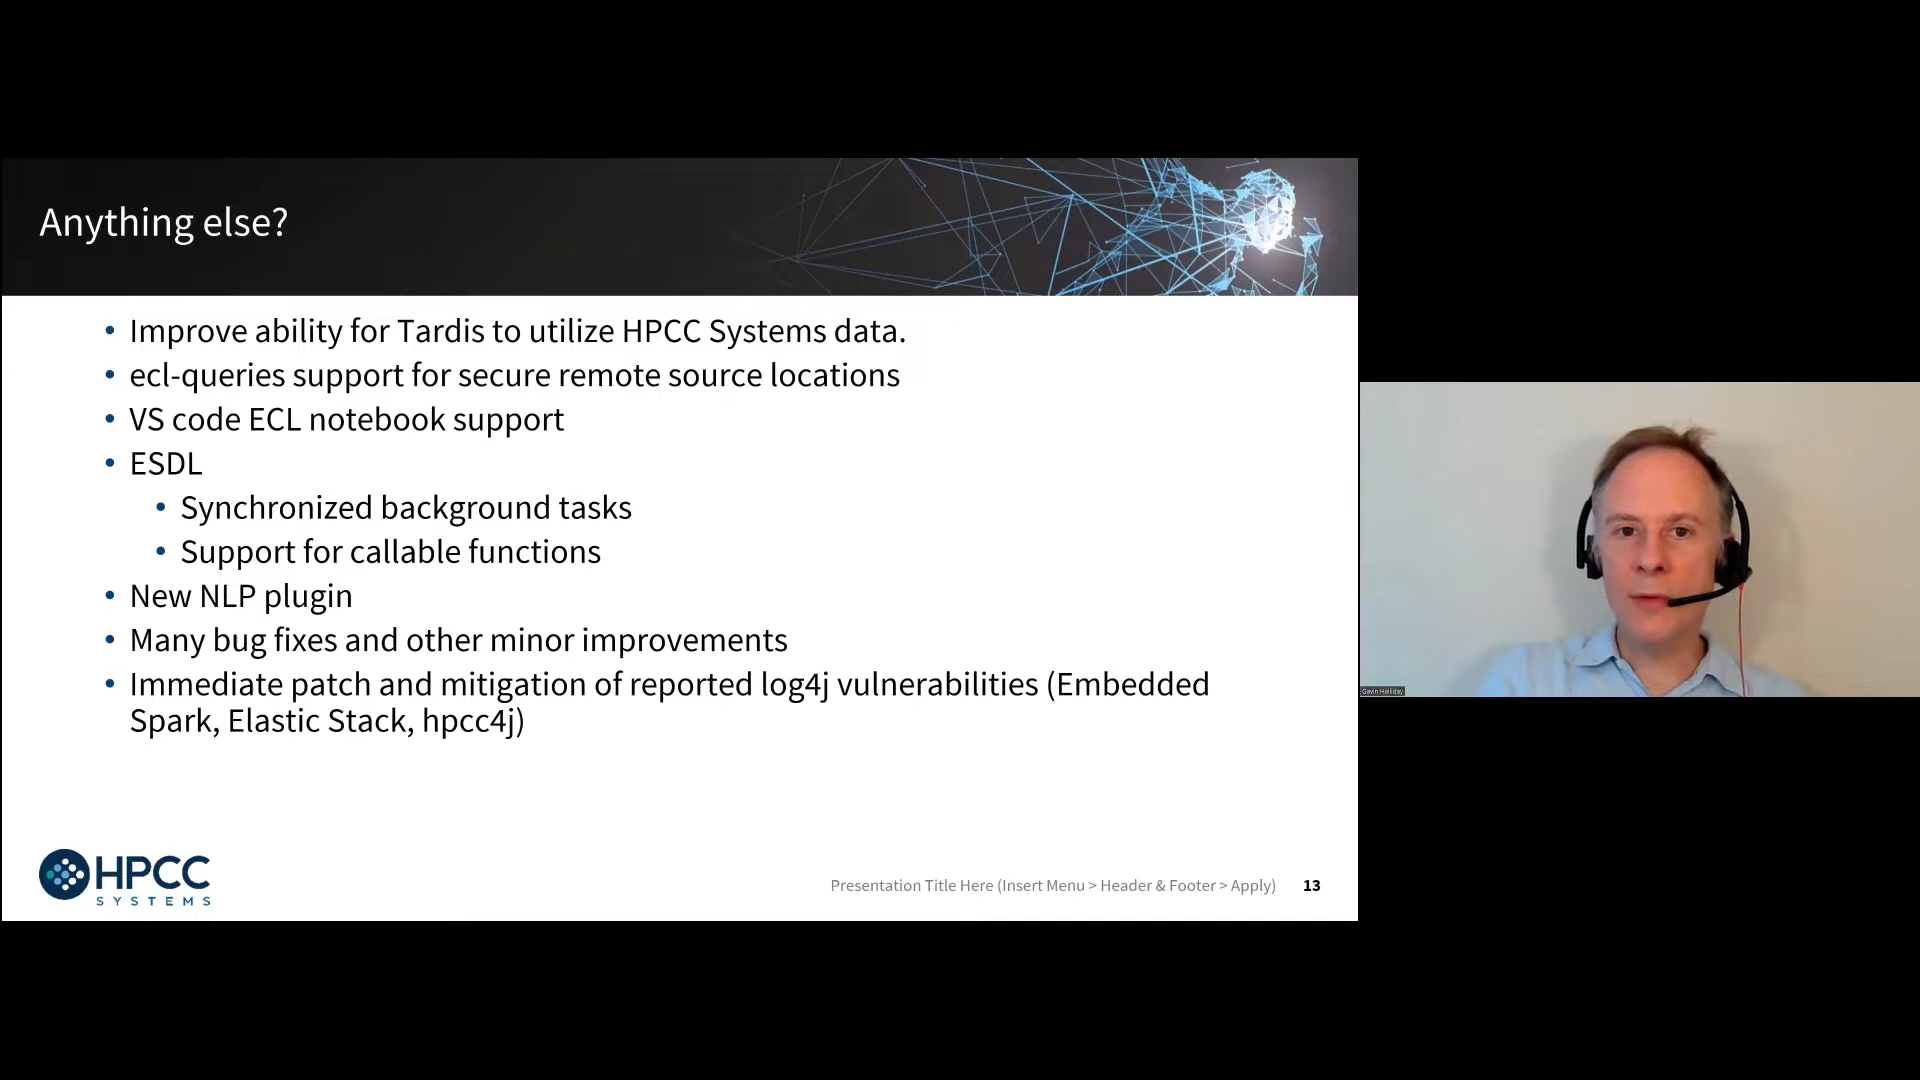 Anything else?
• Improve ability for Tardis to utilize HPCC Systems data.
• ecl-queries support for secure remote source locations
• VS code ECL notebook support
• ESDL
• Synchronized background tasks
• Support for callable functions
• New NLP plugin
• Many bug fixes and other minor improvements
• Immediate patch and mitigation of reported log4j vulnerabilities (Embedded
Spark, Elastic Stack, hpcc4j)
Gavin Halliday
HPCC
SYSTEMS
Presentation Title Here (Insert Menu > Header & Footer > Apply) 13